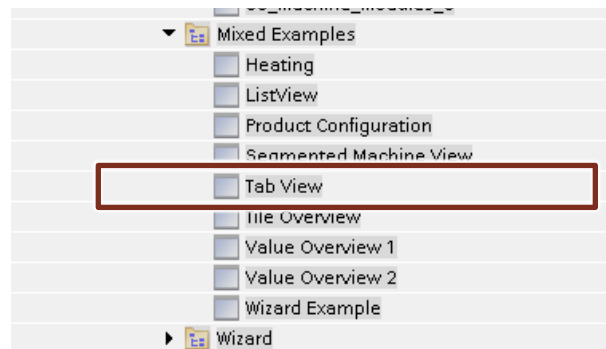 Mixed Examples
Heating
ListView
Product Configuration
Segmented Machine View
Tab View
Tile Overview
Value Overview 1
Value Overview 2
Wizard Example
Wizard